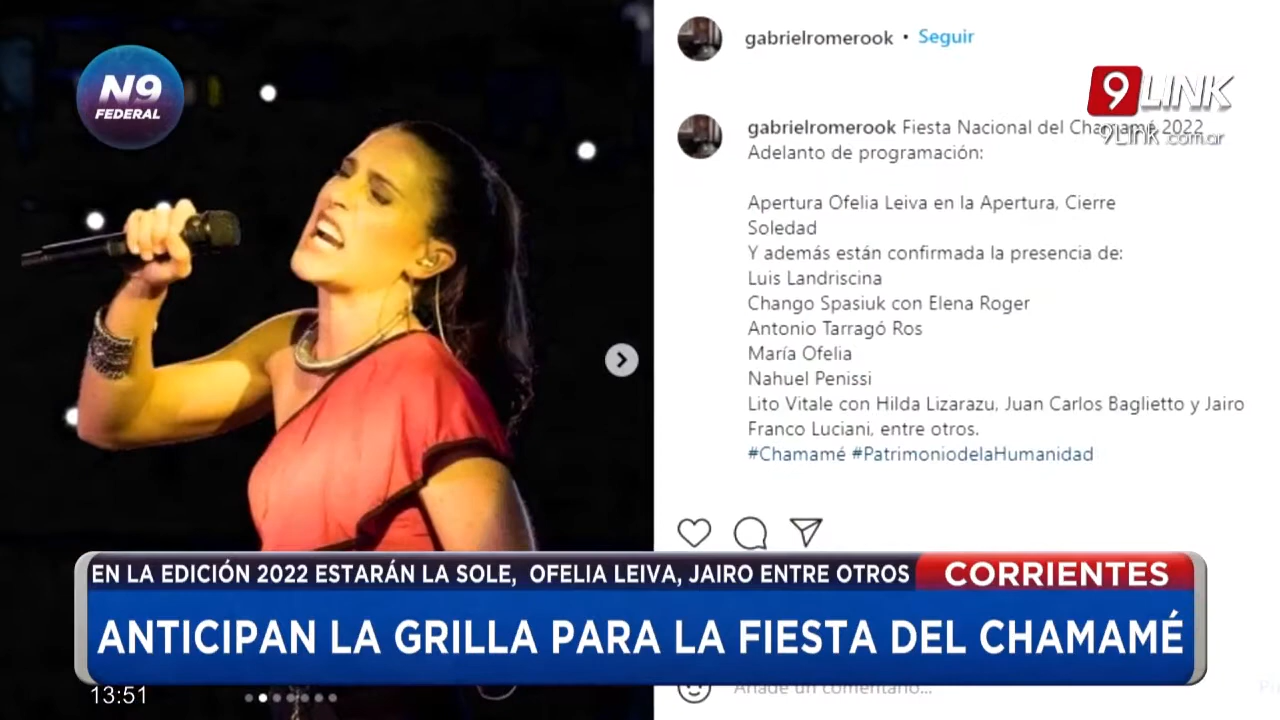 N9
FEDERAL
gabrielromerook • Seguir
9 LINK
9Link.com.ar
gabrielromerook Fiesta Nacional del Chamamé 2022
Adelanto de programación:
Apertura Ofelia Leiva en la Apertura, Cierre
Soledad
Y además están confirmada la presencia de:
Luis Landriscina
Chango Spasiuk con Elena Roger
Antonio Tarragó Ros
María Ofelia
Nahuel Penissi
Lito Vitale con Hilda Lizarazu, Juan Carlos Baglietto y Jairo
Franco Luciani, entre otros.
#Chamamé #PatrimoniodelaHumanidad
EN LA EDICIÓN 2022 ESTARÁN LA SOLE, OFELIA LEIVA, JAIRO ENTRE OTROS
CORRIENTES
ANTICIPAN LA GRILLA PARA LA FIESTA DEL CHAMAMÉ
13:51
Añade un comentario...